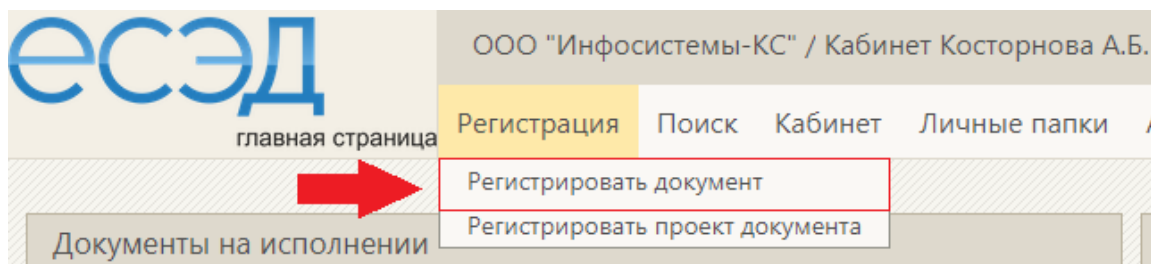 есэд
главная страница
ООО "Инфосистемы-КС" / Кабинет Косторнова А.Б.
Регистрация Поиск Кабинет Личные папки
Регистрировать документ
Регистрировать проект документа
Документы на исполнении